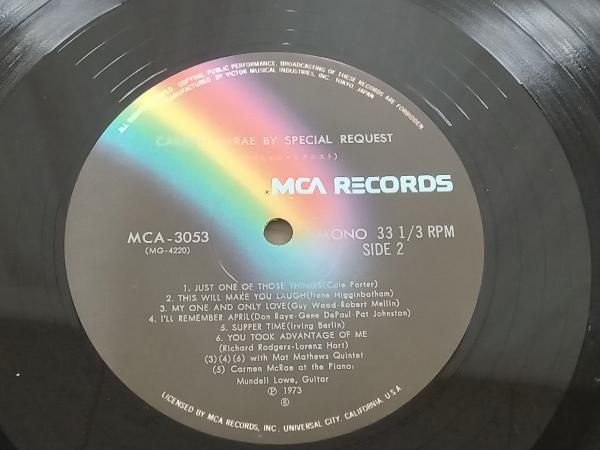 ALL RIGHTS COPYING, PUBLIC PERFORMANCE, BROADCASTING OF THESE RECORDS ARE FORBIDDEN
MANUFACTURED BY VICTOR MUSICAL INDUSTRIES, INC. TOKYO, JAPAN
BY SPECIAL REQUEST
MCA RECORDS
MCA-3053
(MG-4220)
MONO 33 1/3 RPM
SIDE 2
1. JUST ONE OF THOSE THINGS(Cole Porter)
2. THIS WILL MAKE YOU LAUGH(Irene Higginbotham)
3. MY ONE AND ONLY LOVE(Guy Wood-Robert Mellin)
4. I'LL REMEMBER APRIL(Don Raye-Gene DePaul-Pat Johnston)
5. SUPPER TIME(Irving Berlin)
6. YOU TOOK ADVANTAGE OF ME
(Richard Rodgers-Lorenz Hart)
(3)(4)(6) with Mat Mathews Quintet
(5) Carmen McRae at the Piano:
Mundell Lowe, Guitar
Ⓟ 1973
LICENSED BY MCA RECORDS, INC. UNIVERSAL CITY, CALIFORNIA, U.S.A.